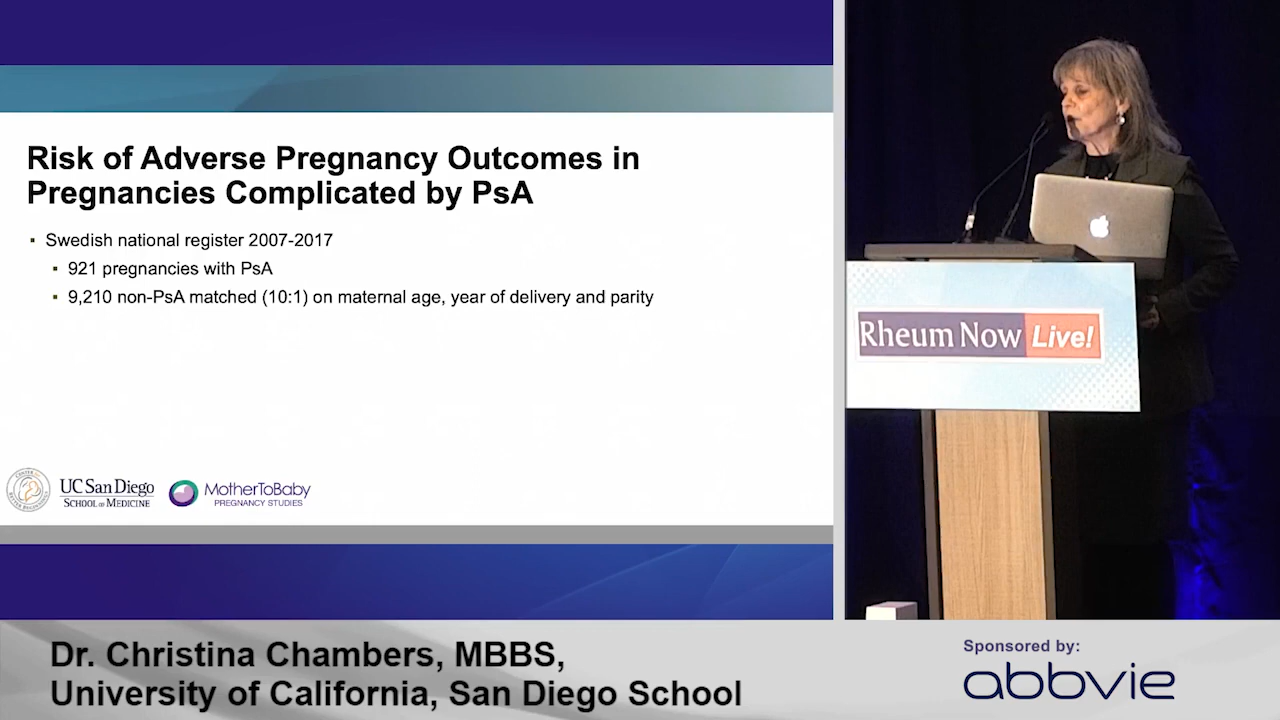 Risk of Adverse Pregnancy Outcomes in
Pregnancies Complicated by PsA
Swedish national register 2007-2017
921 pregnancies with PsA
9,210 non-PsA matched (10:1) on maternal age, year of delivery and parity
UC San Diego
SCHOOL OF MEDICINE
MotherToBaby
PREGNANCY STUDIES
Rheum Now Live!
Dr. Christina Chambers, MBBS,
University of California, San Diego School
Sponsored by:
abbvie